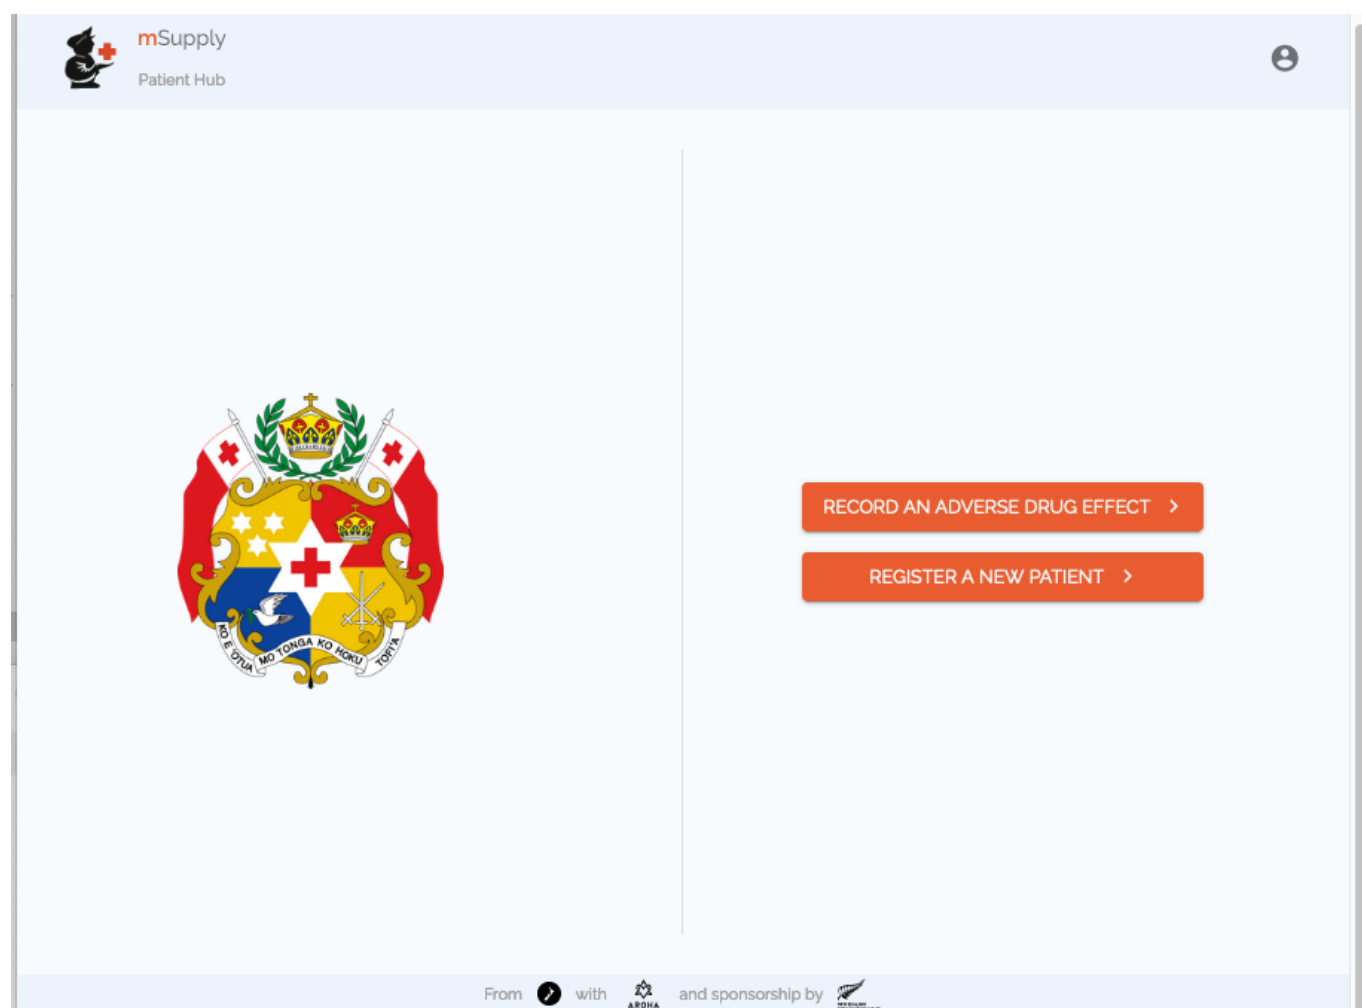 mSupply
Patient Hub
KO E 'OTUA MO TONGA KO HOKU TOFI'A
RECORD AN ADVERSE DRUG EFFECT
REGISTER A NEW PATIENT
From with AROHA and sponsorship by